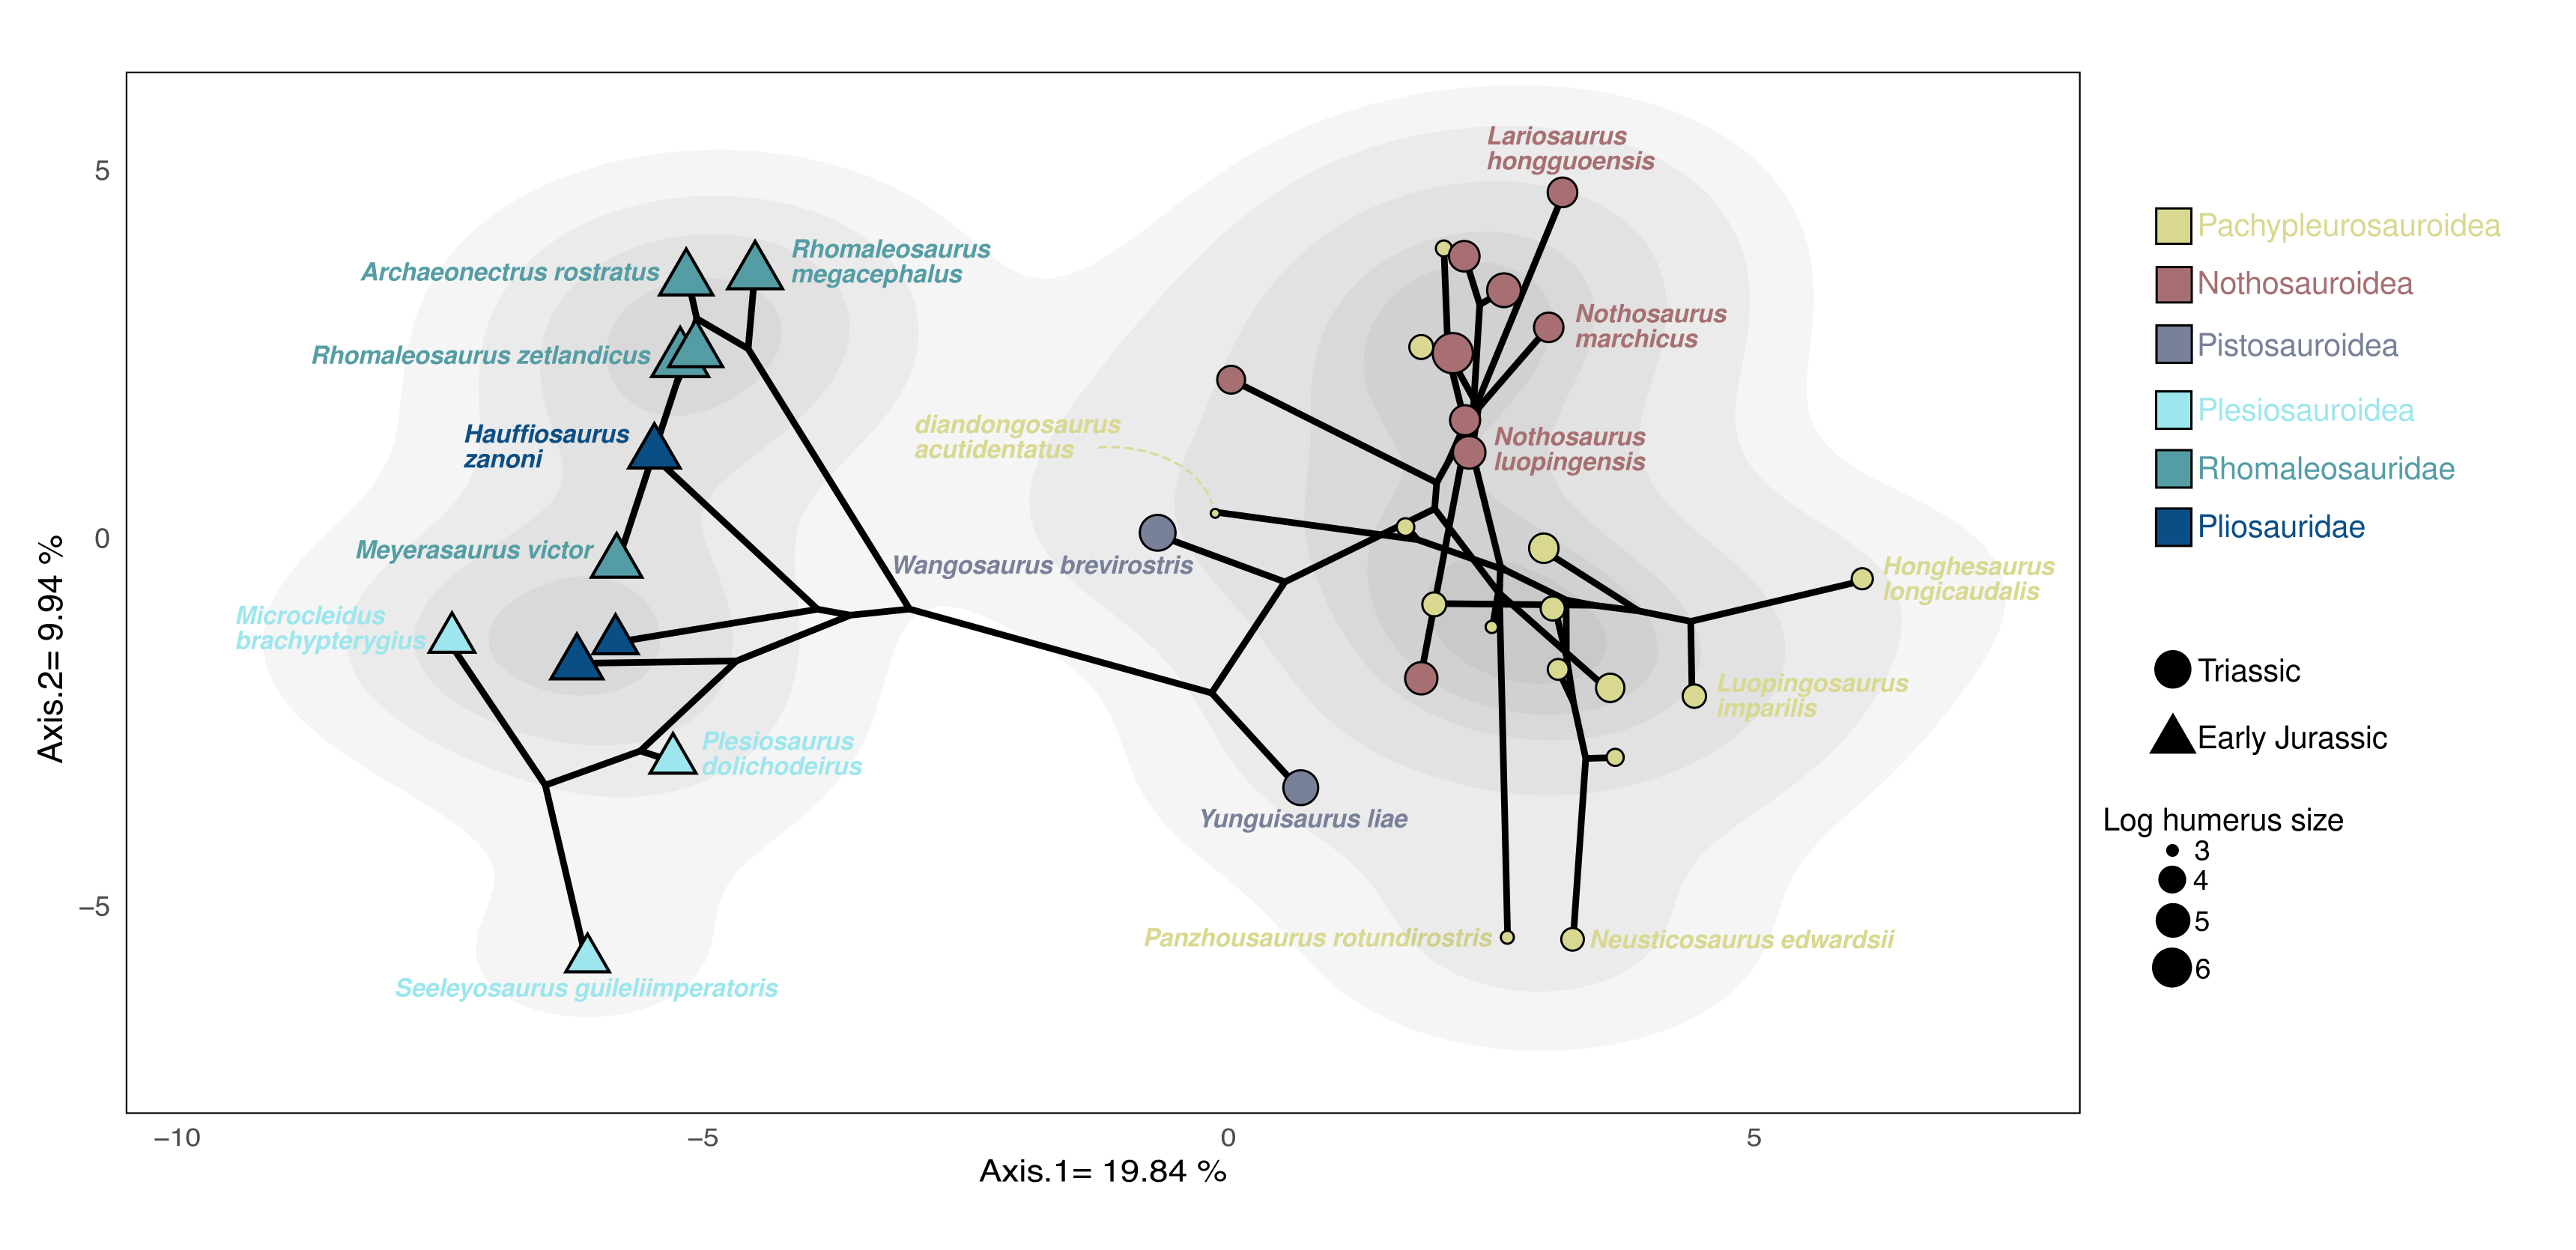 Lariosaurus
hongguoensis
5
Archaeonectrus rostratus
Rhomaleosaurus
megacephalus
Pachypleurosauroidea
Nothosauroidea
Nothosaurus
marchicus
Pistosauroidea
Rhomaleosaurus zetlandicus
Plesiosauroidea
Hauffiosaurus
zanoni
diandongosaurus
acutidentatus
Nothosaurus
luopingensis
Rhomaleosauridae
Pliosauridae
0
Meyerasaurus victor
Wangosaurus brevirostris
Honghesaurus
longicaudalis
Microcleidus
brachypterygius
Axis.2= 9.94 %
Triassic
Luopingosaurus
imparilis
Plesiosaurus
dolichodeirus
Early Jurassic
Yunguisaurus liae
Log humerus size
3
4
5
6
−5
Panzhousaurus rotundirostris
Neusticosaurus edwardsii
Seeleyosaurus guileliimperatoris
−10
−5
0
5
Axis.1= 19.84 %